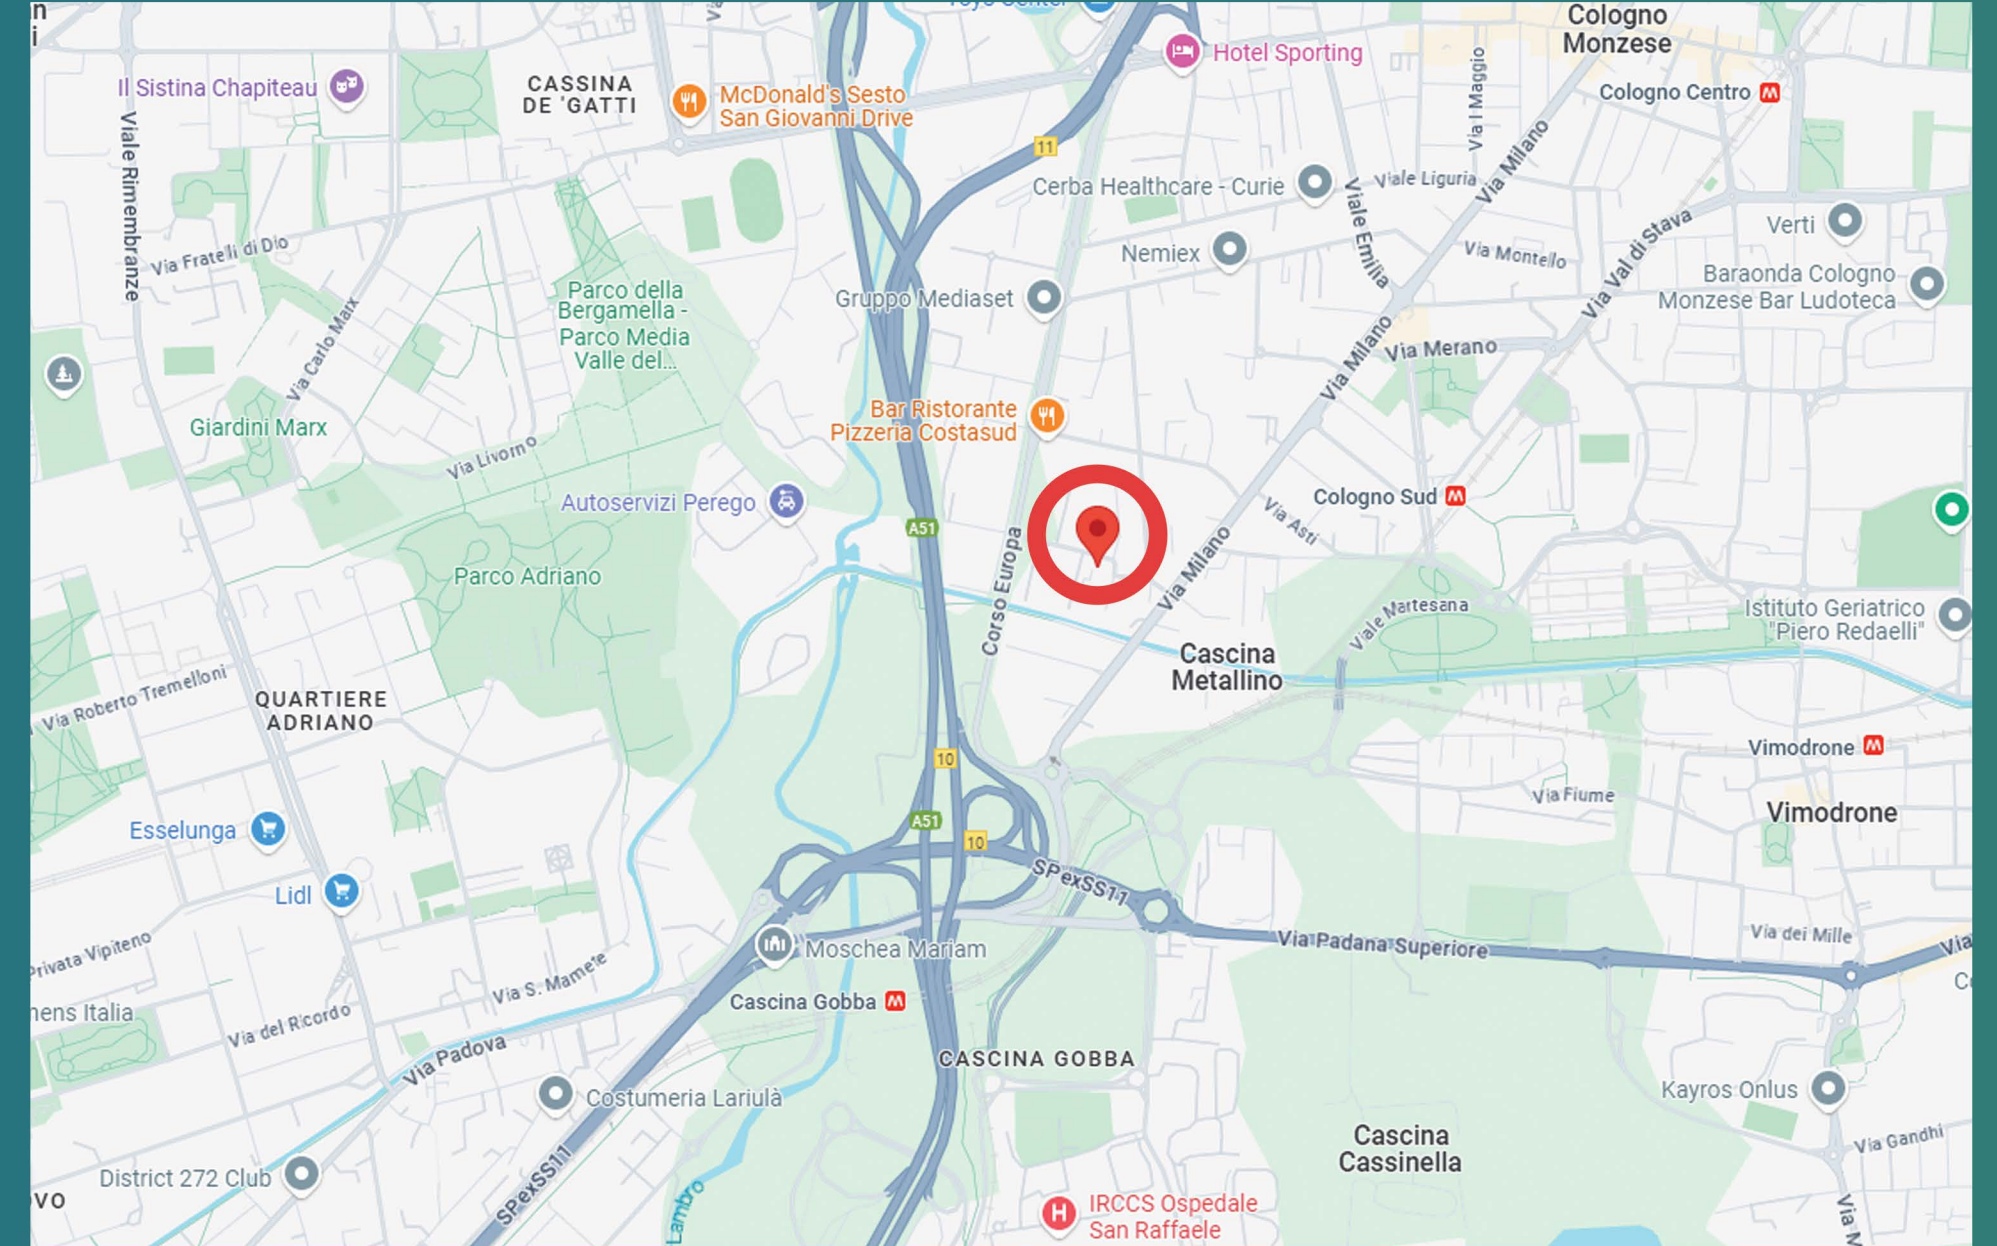 Cologno
Monzese
Hotel Sporting
Il Sistina Chapiteau
CASSINA
DE 'GATTI
McDonald's Sesto
San Giovanni Drive
Cologno Centro
Via I Maggio
Via Milano
11
Viale Rimembranze
Cerba Healthcare - Curie
Viale Liguria
Viale Emilia
Verti
Via Fratelli di Dio
Nemiex
Via Montello
Via Val di Stava
Baraonda Cologno
Monzese Bar Ludoteca
Parco della
Bergamella -
Parco Media
Valle del...
Gruppo Mediaset
Via Carlo Marx
Via Milano
Via Merano
Giardini Marx
Bar Ristorante
Pizzeria Costasud
Via Livorno
Autoservizi Perego
Cologno Sud
A51
Via Asti
Corso Europa
Via Milano
Parco Adriano
Viale Martesana
Istituto Geriatrico
"Piero Redaelli"
Cascina
Metallino
Via Roberto Tremelloni
QUARTIERE
ADRIANO
Vimodrone
10
Via Fiume
Vimodrone
A51
10
Esselunga
Lidl
SPexSS11
Via Padana Superiore
Via dei Mille
Via
Moschea Mariam
Privata Vipiteno
Via S. Mamete
Cascina Gobba
Via del Ricordo
Via Padova
CASCINA GOBBA
Costumeria Lariulà
Kayros Onlus
Cascina
Cassinella
Via Gandhi
District 272 Club
SPexSS11
Lambro
IRCCS Ospedale
San Raffaele